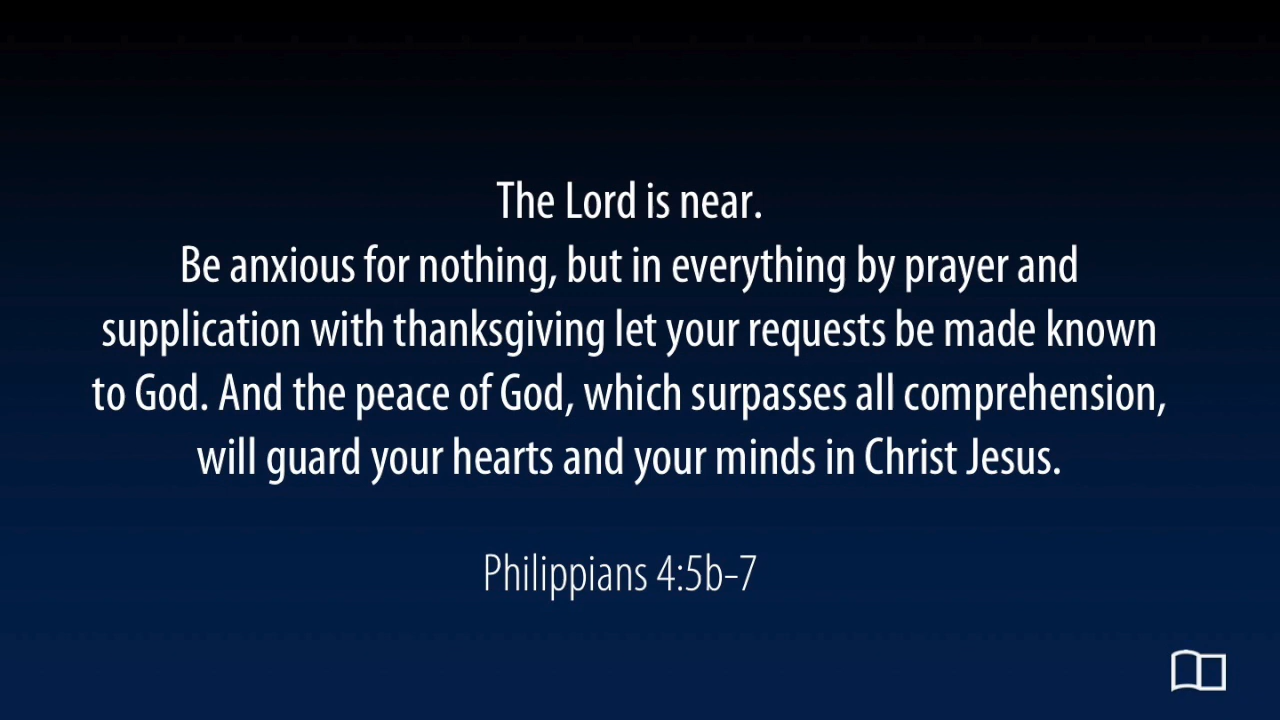 The Lord is near.
Be anxious for nothing, but in everything by prayer and
supplication with thanksgiving let your requests be made known
to God. And the peace of God, which surpasses all comprehension,
will guard your hearts and your minds in Christ Jesus.
Philippians 4:5b-7